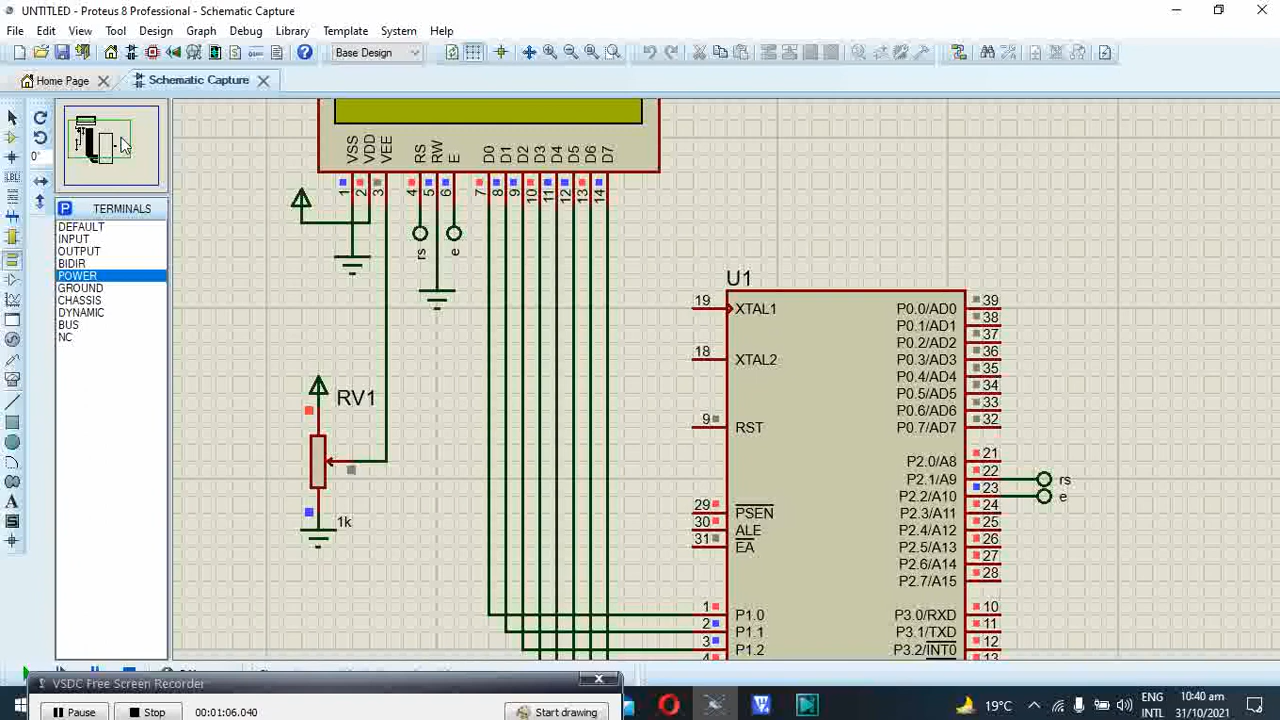 UNTITLED - Proteus 8 Professional - Schematic Capture
File Edit View Tool Design Graph Debug Library Template System Help
Base Design
Home Page
Schematic Capture
0°
P TERMINALS
DEFAULT
INPUT
OUTPUT
BIDIR
POWER
GROUND
CHASSIS
DYNAMIC
BUS
NC
VSS VDD VEE RS RW E D0 D1 D2 D3 D4 D5 D6 D7
1 2 3 4 5 6 7 8 9 10 11 12 13 14
rs e
RV1
1k
U1
19 XTAL1 P0.0/AD0 39
P0.1/AD1 38
P0.2/AD2 37
18 XTAL2 P0.3/AD3 36
P0.4/AD4 35
P0.5/AD5 34
P0.6/AD6 33
9 RST P0.7/AD7 32
P2.0/A8 21
P2.1/A9 22 rs
P2.2/A10 23 e
29 PSEN P2.3/A11 24
30 ALE P2.4/A12 25
31 EA P2.5/A13 26
P2.6/A14 27
P2.7/A15 28
1 P1.0 P3.0/RXD 10
2 P1.1 P3.1/TXD 11
3 P1.2 P3.2/INT0 12
4 13
VSDC Free Screen Recorder
Pause Stop 00:01:06.040 Start drawing
19°C ENG INTL 10:40 am 31/10/2021